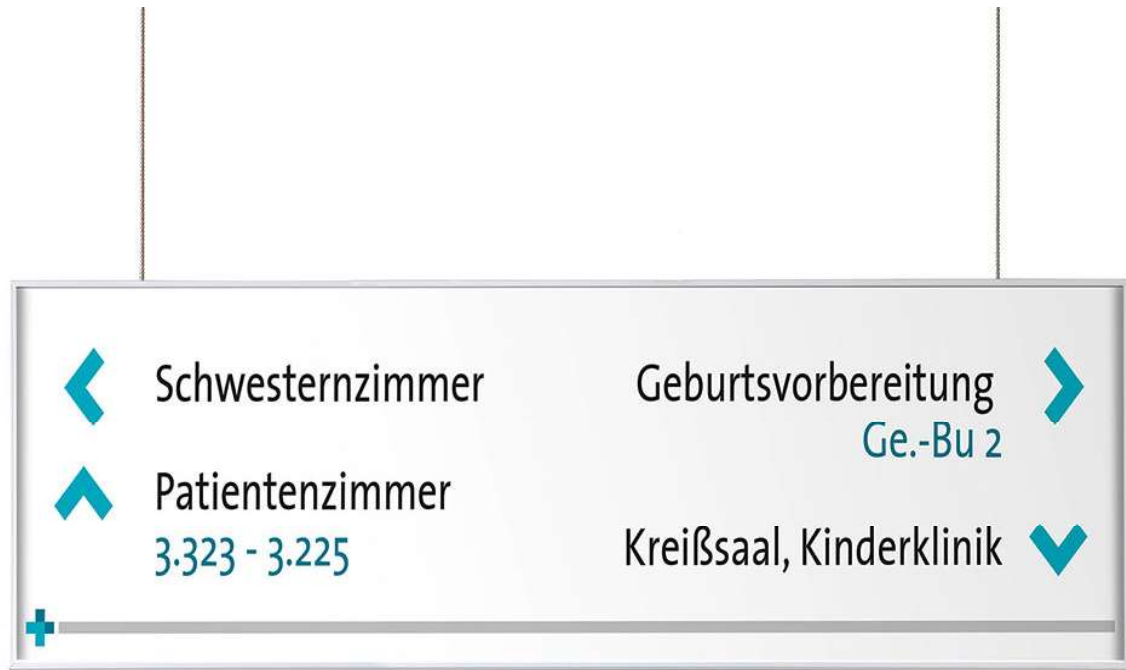 Schwesternzimmer
Patientenzimmer
3.323 - 3.225
Geburtsvorbereitung
Ge.-Bu 2
Kreißsaal, Kinderklinik